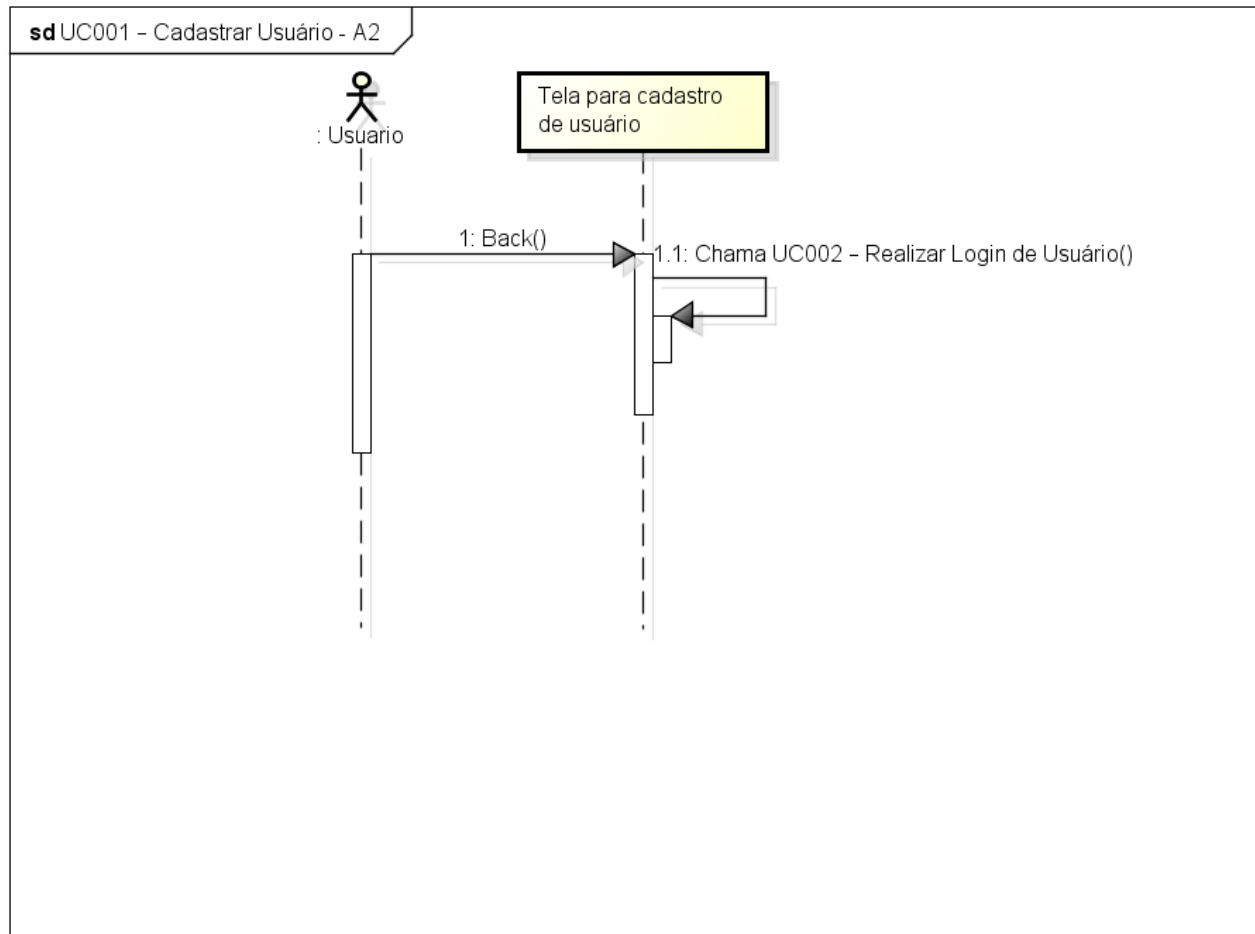 sd UC001 – Cadastrar Usuário - A2
: Usuario
Tela para cadastro
de usuário
1: Back()
1.1: Chama UC002 – Realizar Login de Usuário()